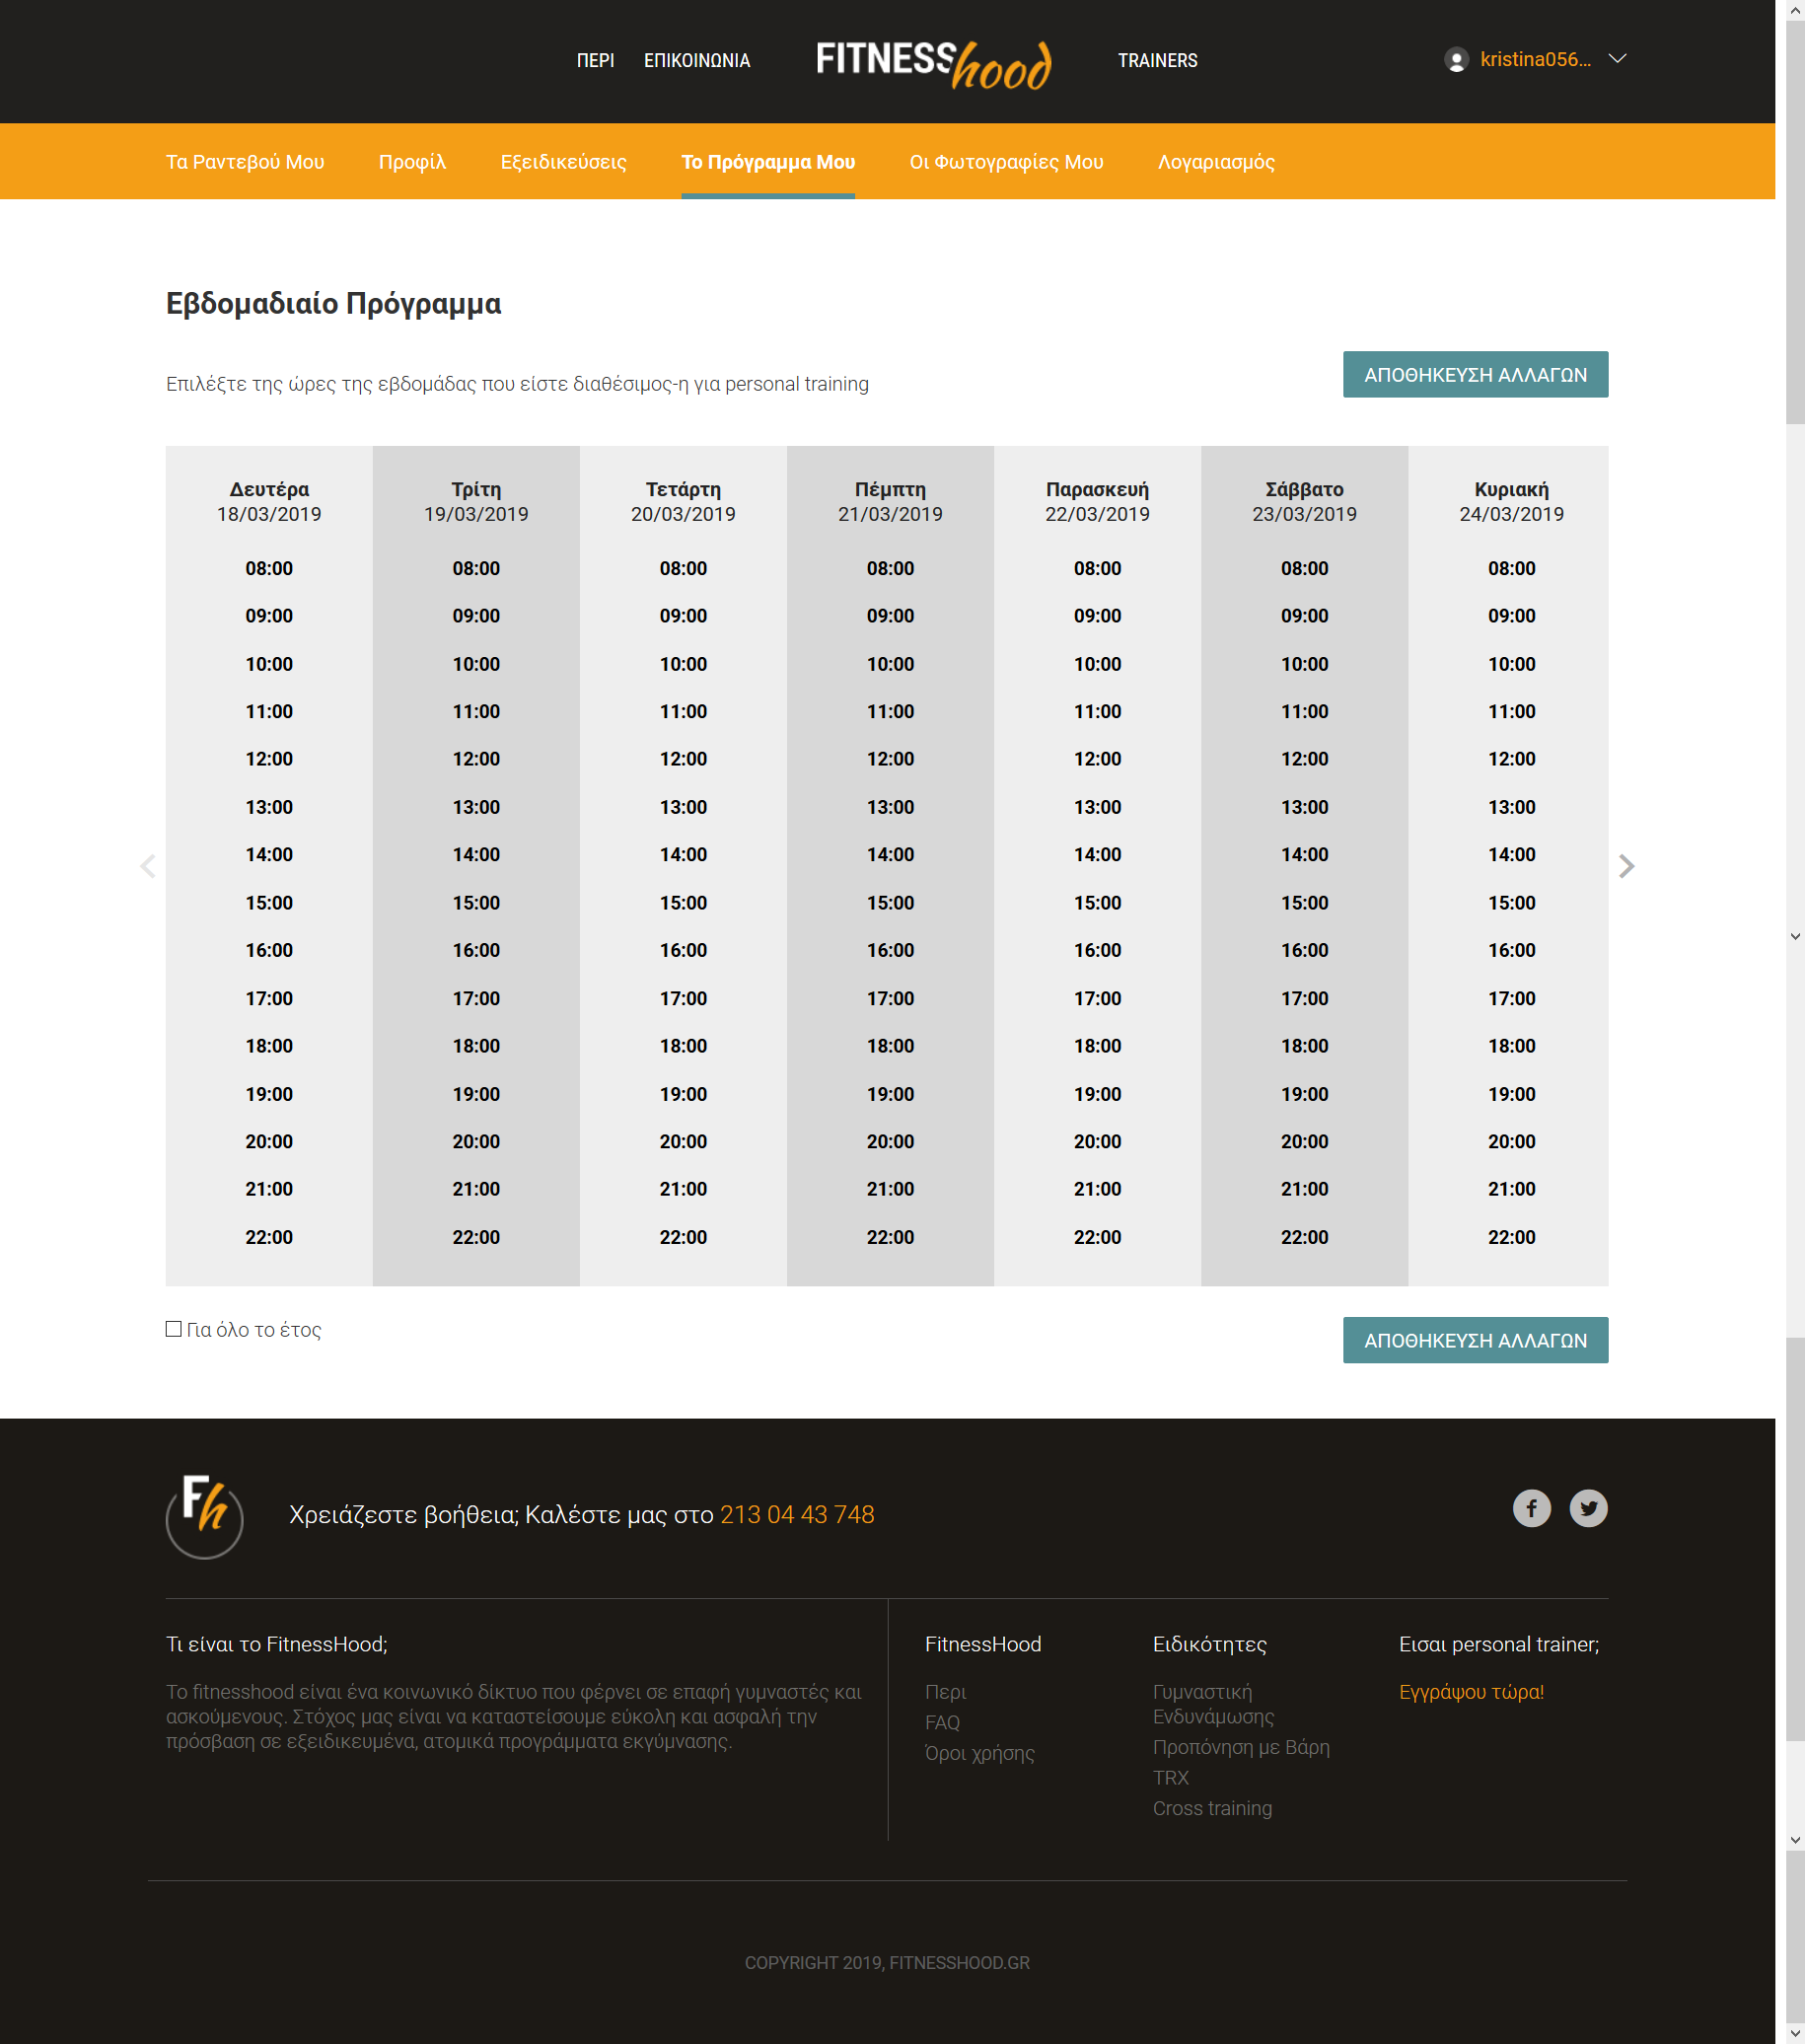 ΠΕΡΙ ΕΠΙΚΟΙΝΩΝΙΑ FITNESShood TRAINERS kristina056...
Τα Ραντεβού Μου Προφίλ Εξειδικεύσεις Το Πρόγραμμα Μου Οι Φωτογραφίες Μου Λογαριασμός
Εβδομαδιαίο Πρόγραμμα
Επιλέξτε της ώρες της εβδομάδας που είστε διαθέσιμος-η για personal training ΑΠΟΘΗΚΕΥΣΗ ΑΛΛΑΓΩΝ
Δευτέρα Τρίτη Τετάρτη Πέμπτη Παρασκευή Σάββατο Κυριακή
18/03/2019 19/03/2019 20/03/2019 21/03/2019 22/03/2019 23/03/2019 24/03/2019
08:00 08:00 08:00 08:00 08:00 08:00 08:00
09:00 09:00 09:00 09:00 09:00 09:00 09:00
10:00 10:00 10:00 10:00 10:00 10:00 10:00
11:00 11:00 11:00 11:00 11:00 11:00 11:00
12:00 12:00 12:00 12:00 12:00 12:00 12:00
13:00 13:00 13:00 13:00 13:00 13:00 13:00
14:00 14:00 14:00 14:00 14:00 14:00 14:00
15:00 15:00 15:00 15:00 15:00 15:00 15:00
16:00 16:00 16:00 16:00 16:00 16:00 16:00
17:00 17:00 17:00 17:00 17:00 17:00 17:00
18:00 18:00 18:00 18:00 18:00 18:00 18:00
19:00 19:00 19:00 19:00 19:00 19:00 19:00
20:00 20:00 20:00 20:00 20:00 20:00 20:00
21:00 21:00 21:00 21:00 21:00 21:00 21:00
22:00 22:00 22:00 22:00 22:00 22:00 22:00
Για όλο το έτος ΑΠΟΘΗΚΕΥΣΗ ΑΛΛΑΓΩΝ
Fh Χρειάζεστε βοήθεια; Καλέστε μας στο 213 04 43 748
Τι είναι το FitnessHood;
Το fitnesshood είναι ένα κοινωνικό δίκτυο που φέρνει σε επαφή γυμναστές και
ασκούμενους. Στόχος μας είναι να καταστείσουμε εύκολη και ασφαλή την
πρόσβαση σε εξειδικευμένα, ατομικά προγράμματα εκγύμνασης.
FitnessHood
Περι
FAQ
Όροι χρήσης
Ειδικότητες
Γυμναστική
Ενδυνάμωσης
Προπόνηση με Βάρη
TRX
Cross training
Εισαι personal trainer;
Εγγράψου τώρα!
COPYRIGHT 2019, FITNESSHOOD.GR